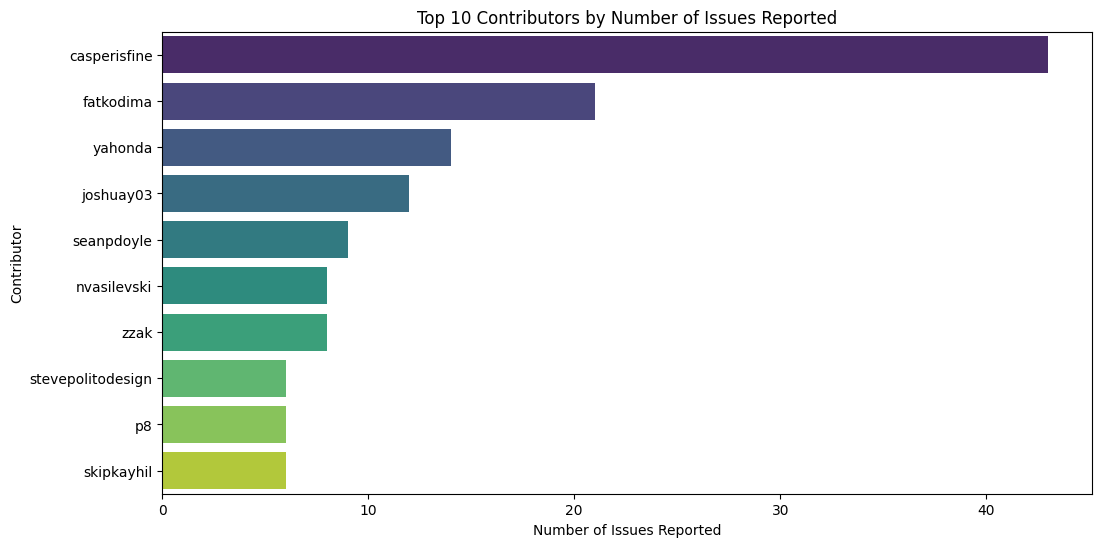 Top 10 Contributors by Number of Issues Reported
Contributor
casperisfine
fatkodima
yahonda
joshuay03
seanpdoyle
nvasilevski
zzak
stevepolitodesign
p8
skipkayhil
0 10 20 30 40
Number of Issues Reported